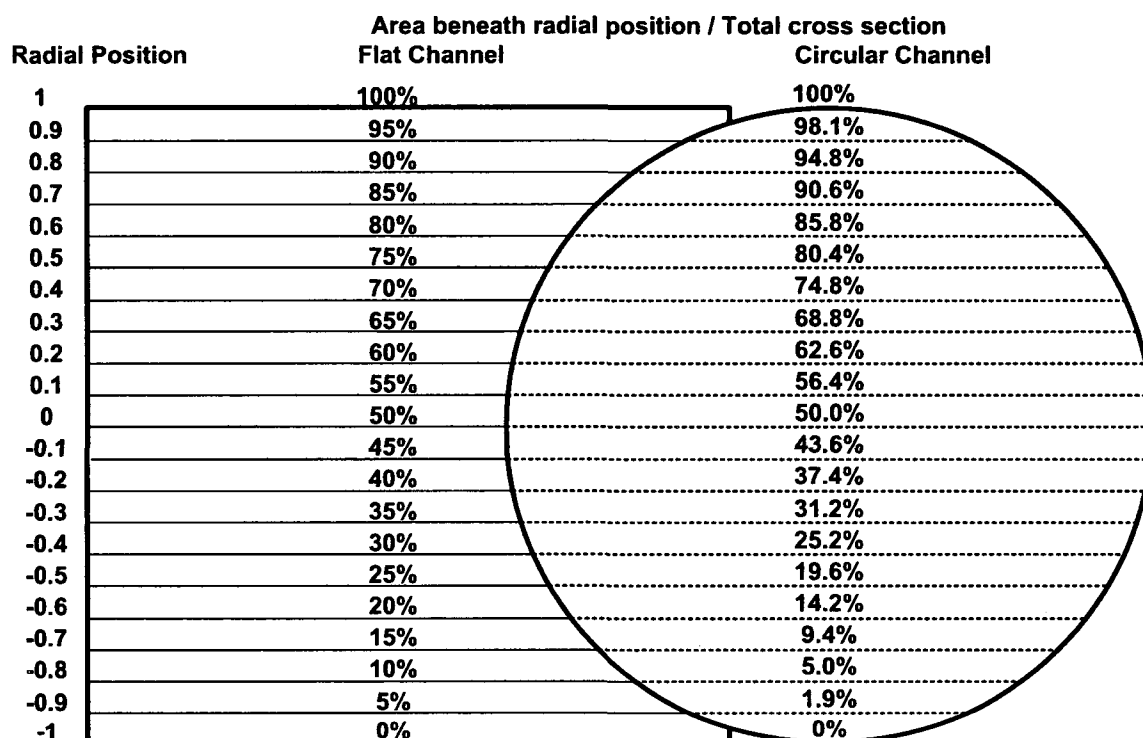 Area beneath radial position / Total cross section
Radial Position Flat Channel Circular Channel
1 100% 100%
0.9 95% 98.1%
0.8 90% 94.8%
0.7 85% 90.6%
0.6 80% 85.8%
0.5 75% 80.4%
0.4 70% 74.8%
0.3 65% 68.8%
0.2 60% 62.6%
0.1 55% 56.4%
0 50% 50.0%
-0.1 45% 43.6%
-0.2 40% 37.4%
-0.3 35% 31.2%
-0.4 30% 25.2%
-0.5 25% 19.6%
-0.6 20% 14.2%
-0.7 15% 9.4%
-0.8 10% 5.0%
-0.9 5% 1.9%
-1 0% 0%